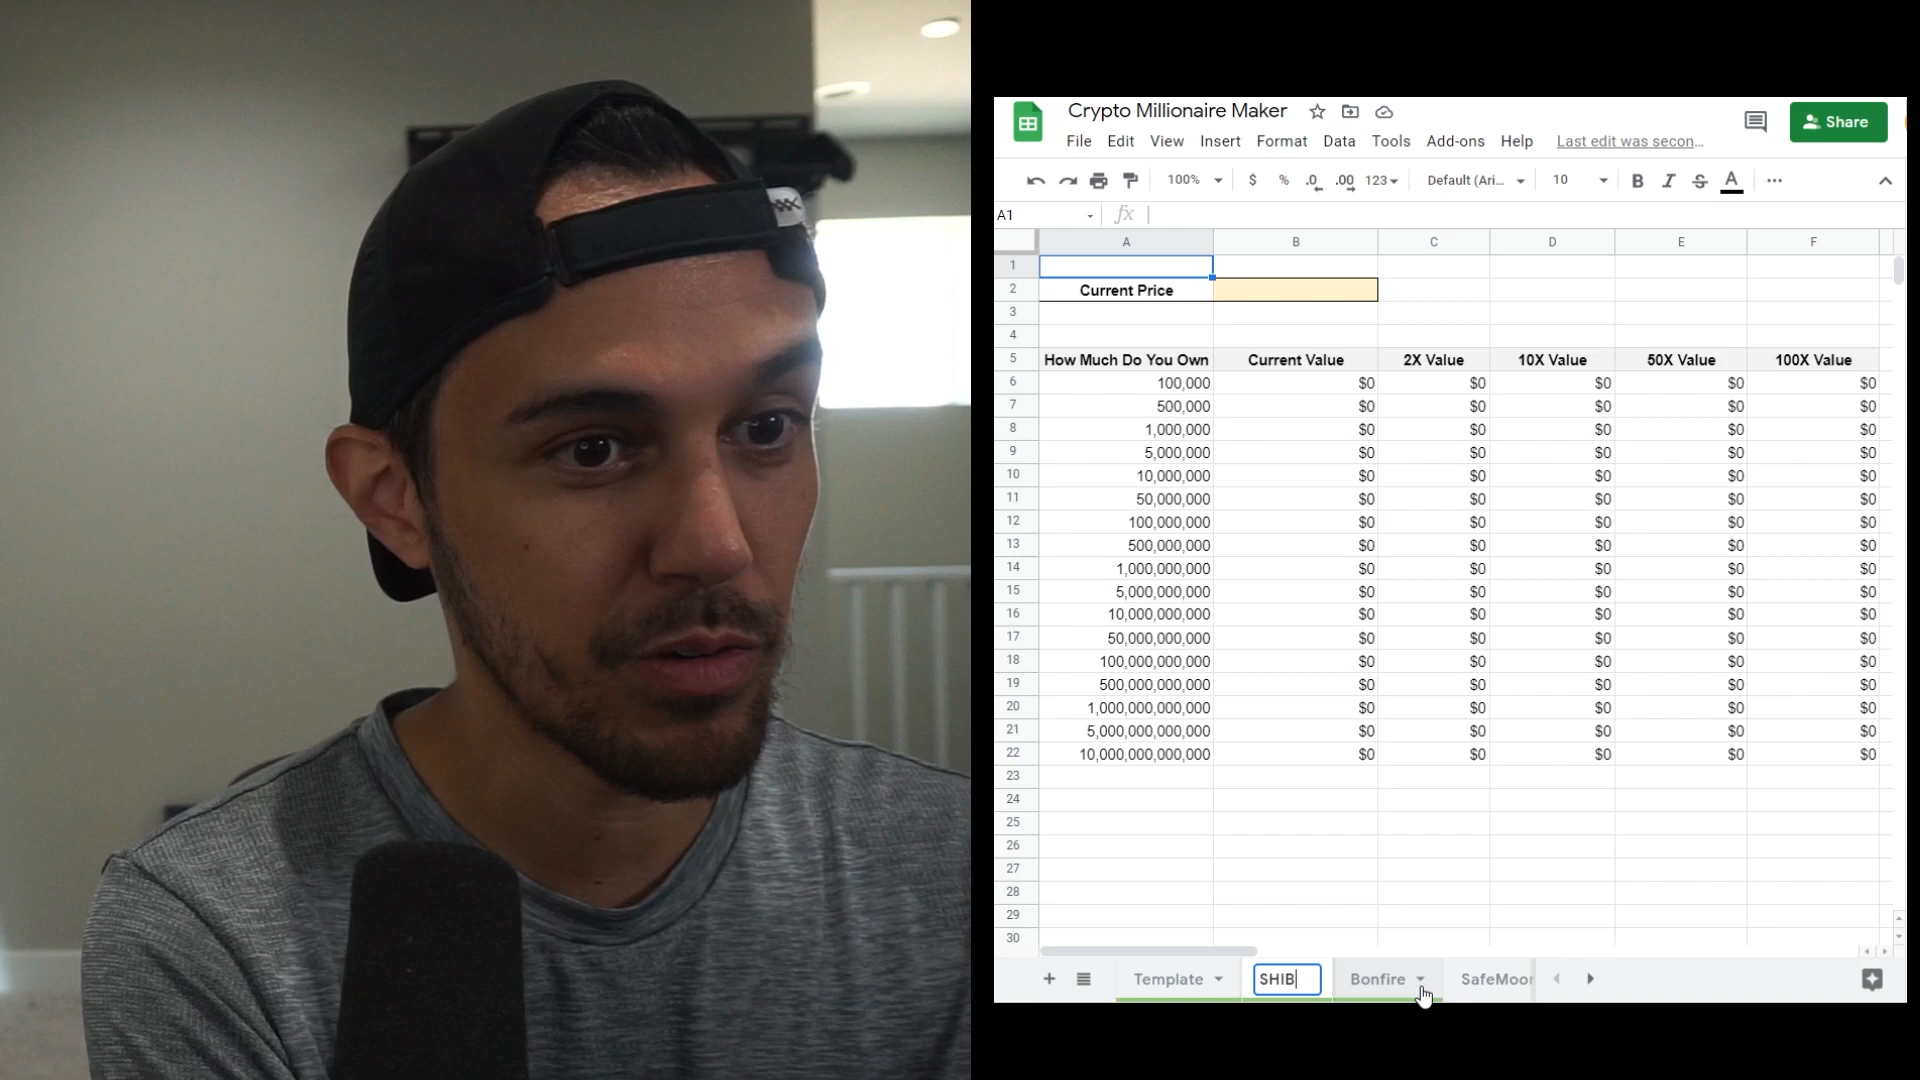 Crypto Millionaire Maker
Share
File Edit View Insert Format Data Tools Add-ons Help Last edit was secon...
100% $ % .0 .00 123 Default (Ari... 10 B I S A ...
A1 fx
A B C D E F
1
2 Current Price
3
4
5 How Much Do You Own Current Value 2X Value 10X Value 50X Value 100X Value
6 100,000 $0 $0 $0 $0 $0
7 500,000 $0 $0 $0 $0 $0
8 1,000,000 $0 $0 $0 $0 $0
9 5,000,000 $0 $0 $0 $0 $0
10 10,000,000 $0 $0 $0 $0 $0
11 50,000,000 $0 $0 $0 $0 $0
12 100,000,000 $0 $0 $0 $0 $0
13 500,000,000 $0 $0 $0 $0 $0
14 1,000,000,000 $0 $0 $0 $0 $0
15 5,000,000,000 $0 $0 $0 $0 $0
16 10,000,000,000 $0 $0 $0 $0 $0
17 50,000,000,000 $0 $0 $0 $0 $0
18 100,000,000,000 $0 $0 $0 $0 $0
19 500,000,000,000 $0 $0 $0 $0 $0
20 1,000,000,000,000 $0 $0 $0 $0 $0
21 5,000,000,000,000 $0 $0 $0 $0 $0
22 10,000,000,000,000 $0 $0 $0 $0 $0
23
24
25
26
27
28
29
30
Template SHIB Bonfire SafeMoon